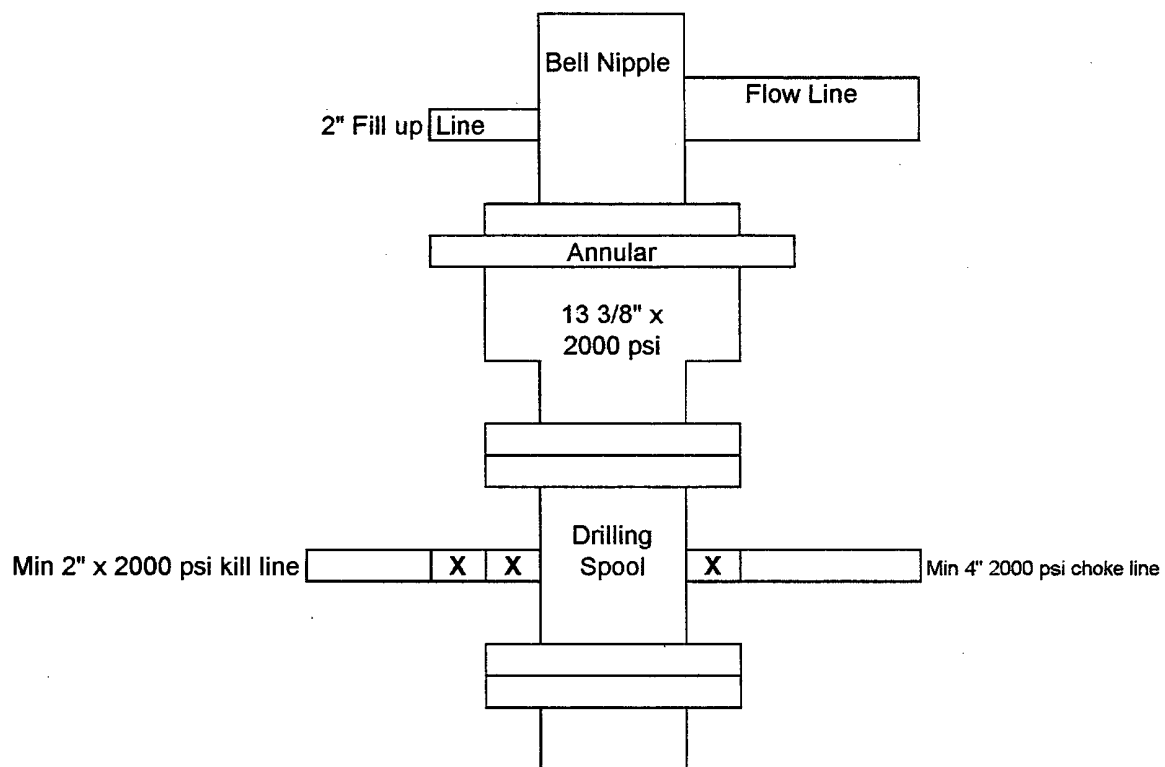 Bell Nipple
Flow Line
2" Fill up Line
Annular
13 3/8" x
2000 psi
Drilling
Spool
Min 2" x 2000 psi kill line
X X
X
Min 4" 2000 psi choke line